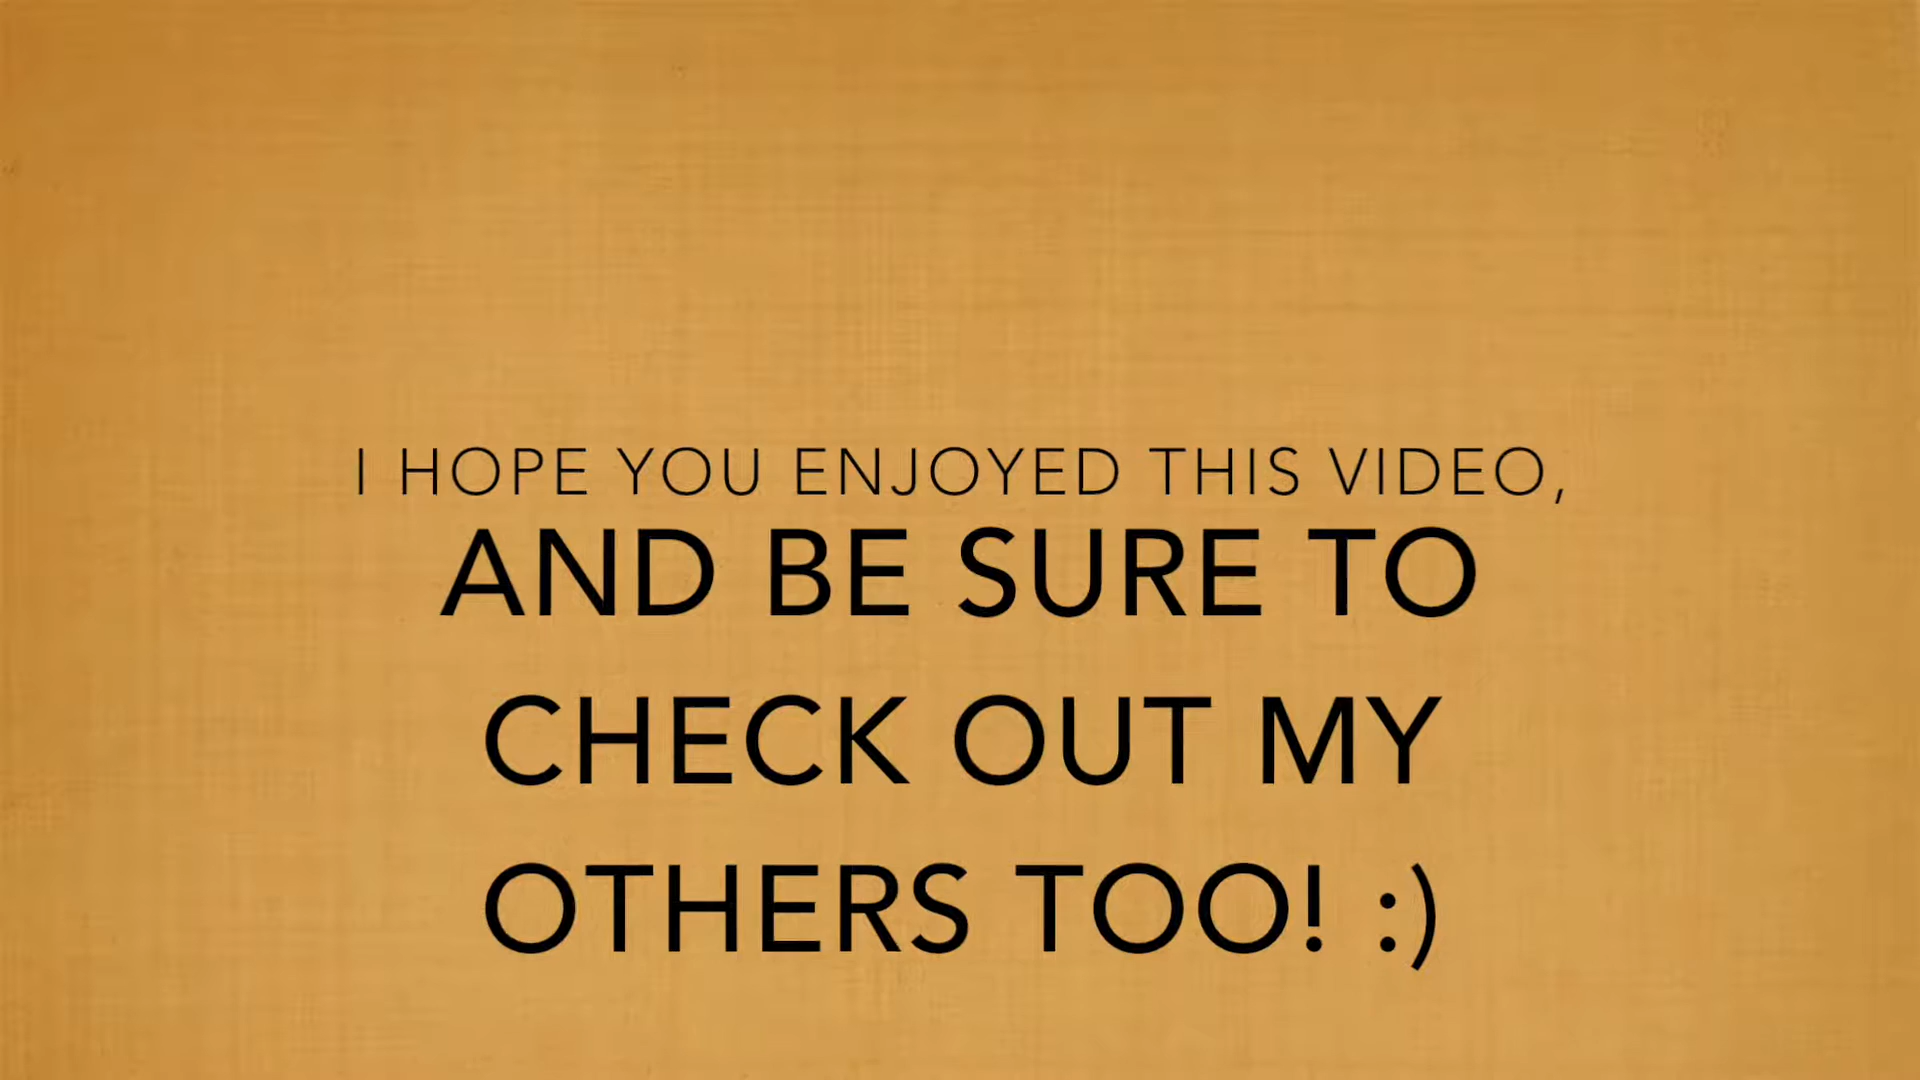 I HOPE YOU ENJOYED THIS VIDEO,
AND BE SURE TO
CHECK OUT MY
OTHERS TOO! :)